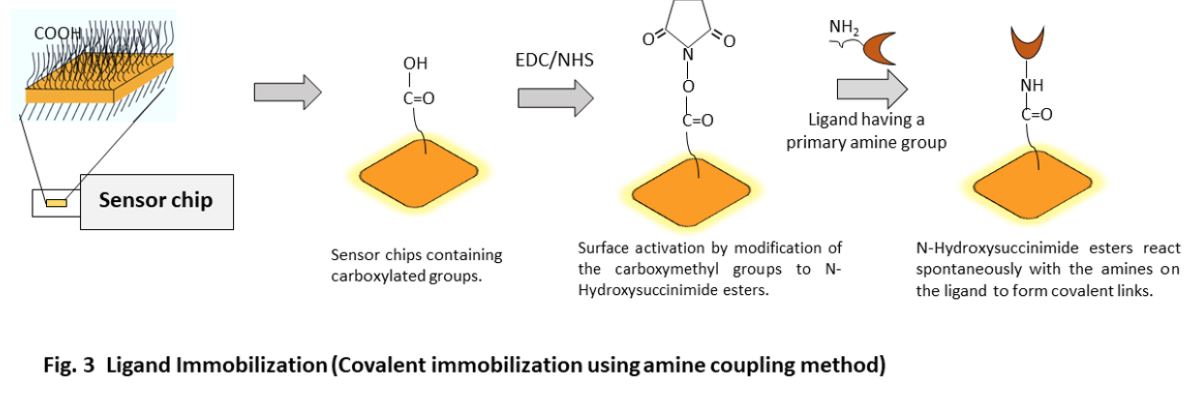 COOH
Sensor chip
OH
C=O
Sensor chips containing
carboxylated groups.
EDC/NHS
O
O
N
O
C=O
Surface activation by modification of
the carboxymethyl groups to N-
Hydroxysuccinimide esters.
NH₂
Ligand having a
primary amine group
NH
C=O
N-Hydroxysuccinimide esters react
spontaneously with the amines on
the ligand to form covalent links.
Fig. 3 Ligand Immobilization (Covalent immobilization using amine coupling method)